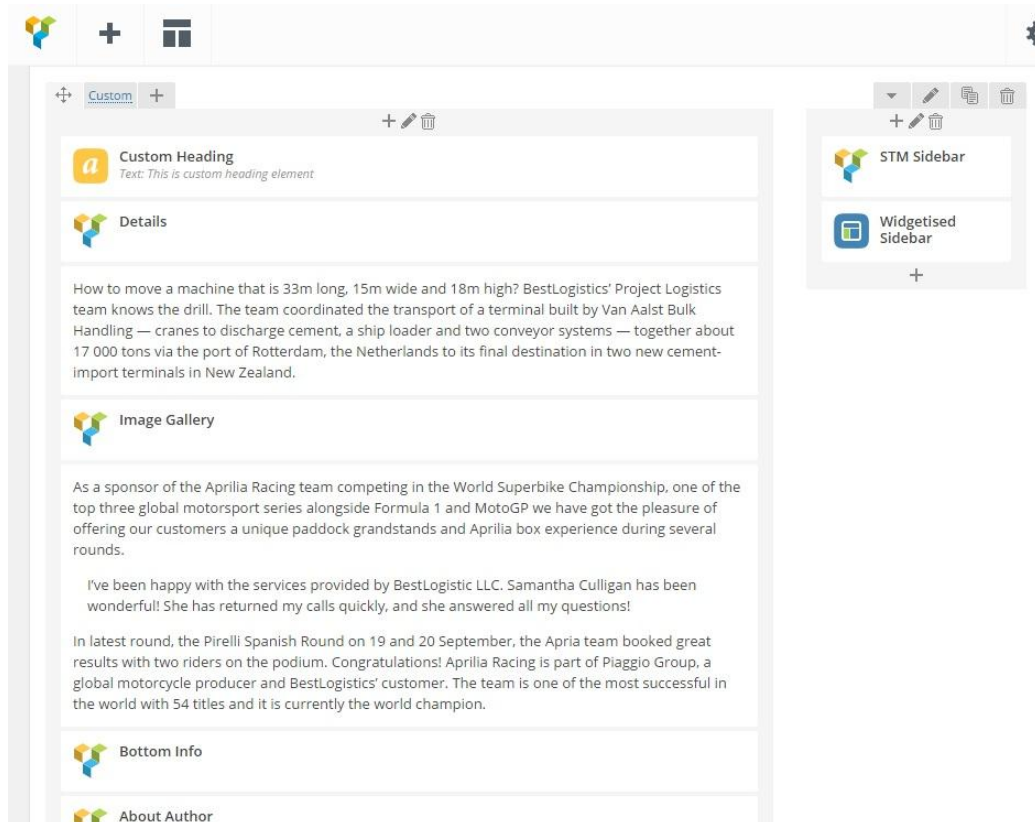 Custom
Custom Heading
Text: This is custom heading element
Details
How to move a machine that is 33m long, 15m wide and 18m high? BestLogistics’ Project Logistics
team knows the drill. The team coordinated the transport of a terminal built by Van Aalst Bulk
Handling — cranes to discharge cement, a ship loader and two conveyor systems — together about
17 000 tons via the port of Rotterdam, the Netherlands to its final destination in two new cement-
import terminals in New Zealand.
Image Gallery
As a sponsor of the Aprilia Racing team competing in the World Superbike Championship, one of the
top three global motorsport series alongside Formula 1 and MotoGP we have got the pleasure of
offering our customers a unique paddock grandstands and Aprilia box experience during several
rounds.
I’ve been happy with the services provided by BestLogistic LLC. Samantha Culligan has been
wonderful! She has returned my calls quickly, and she answered all my questions!
In latest round, the Pirelli Spanish Round on 19 and 20 September, the Apria team booked great
results with two riders on the podium. Congratulations! Aprilia Racing is part of Piaggio Group, a
global motorcycle producer and BestLogistics’ customer. The team is one of the most successful in
the world with 54 titles and it is currently the world champion.
Bottom Info
About Author
STM Sidebar
Widgetised
Sidebar